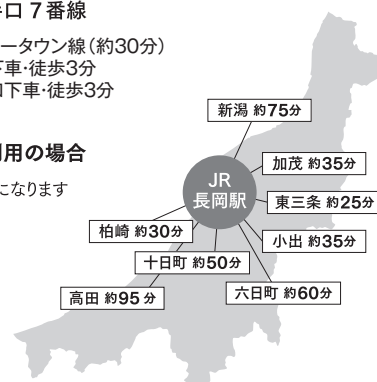 口 7 番線
ータウン線（約30分）
下車・徒歩3分
口下車・徒歩3分
用の場合
になります
新潟 約75分
加茂 約35分
JR
長岡駅
東三条 約25分
柏崎 約30分
小出 約35分
十日町 約50分
高田 約95分
六日町 約60分